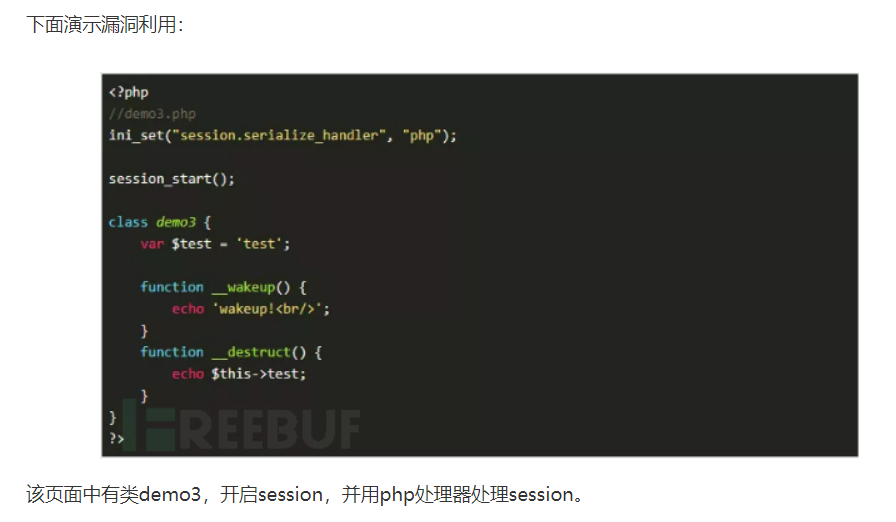 下面演示漏洞利用：
<?php
//demo3.php
ini_set("session.serialize_handler", "php");
session_start();
class demo3 {
var $test = 'test';
function __wakeup() {
echo 'wakeup!<br/>';
}
function __destruct() {
echo $this->test;
}
}
?>
FREEBUF
该页面中有类demo3，开启session，并用php处理器处理session。